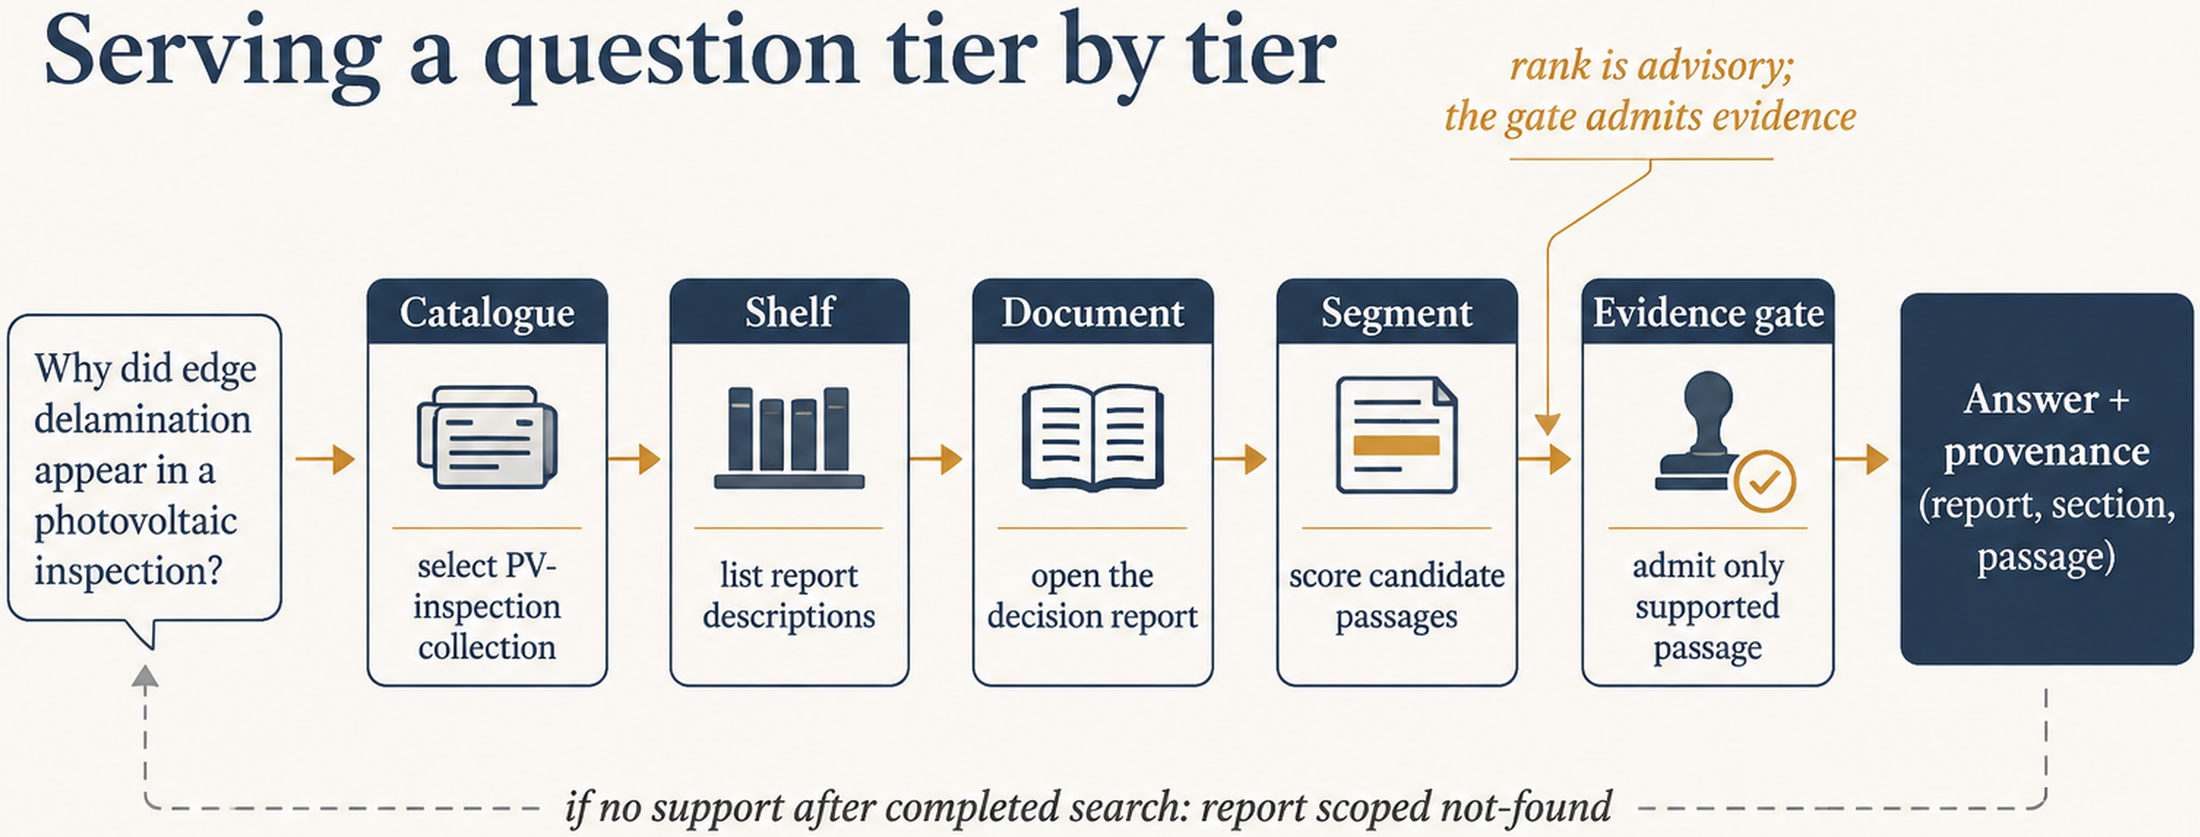 Serving a question tier by tier
rank is advisory;
the gate admits evidence
Why did edge
delamination
appear in a
photovoltaic
inspection?
Catalogue
select PV-
inspection
collection
Shelf
list report
descriptions
Document
open the
decision report
Segment
score candidate
passages
Evidence gate
admit only
supported
passage
Answer +
provenance
(report, section,
passage)
if no support after completed search: report scoped not-found